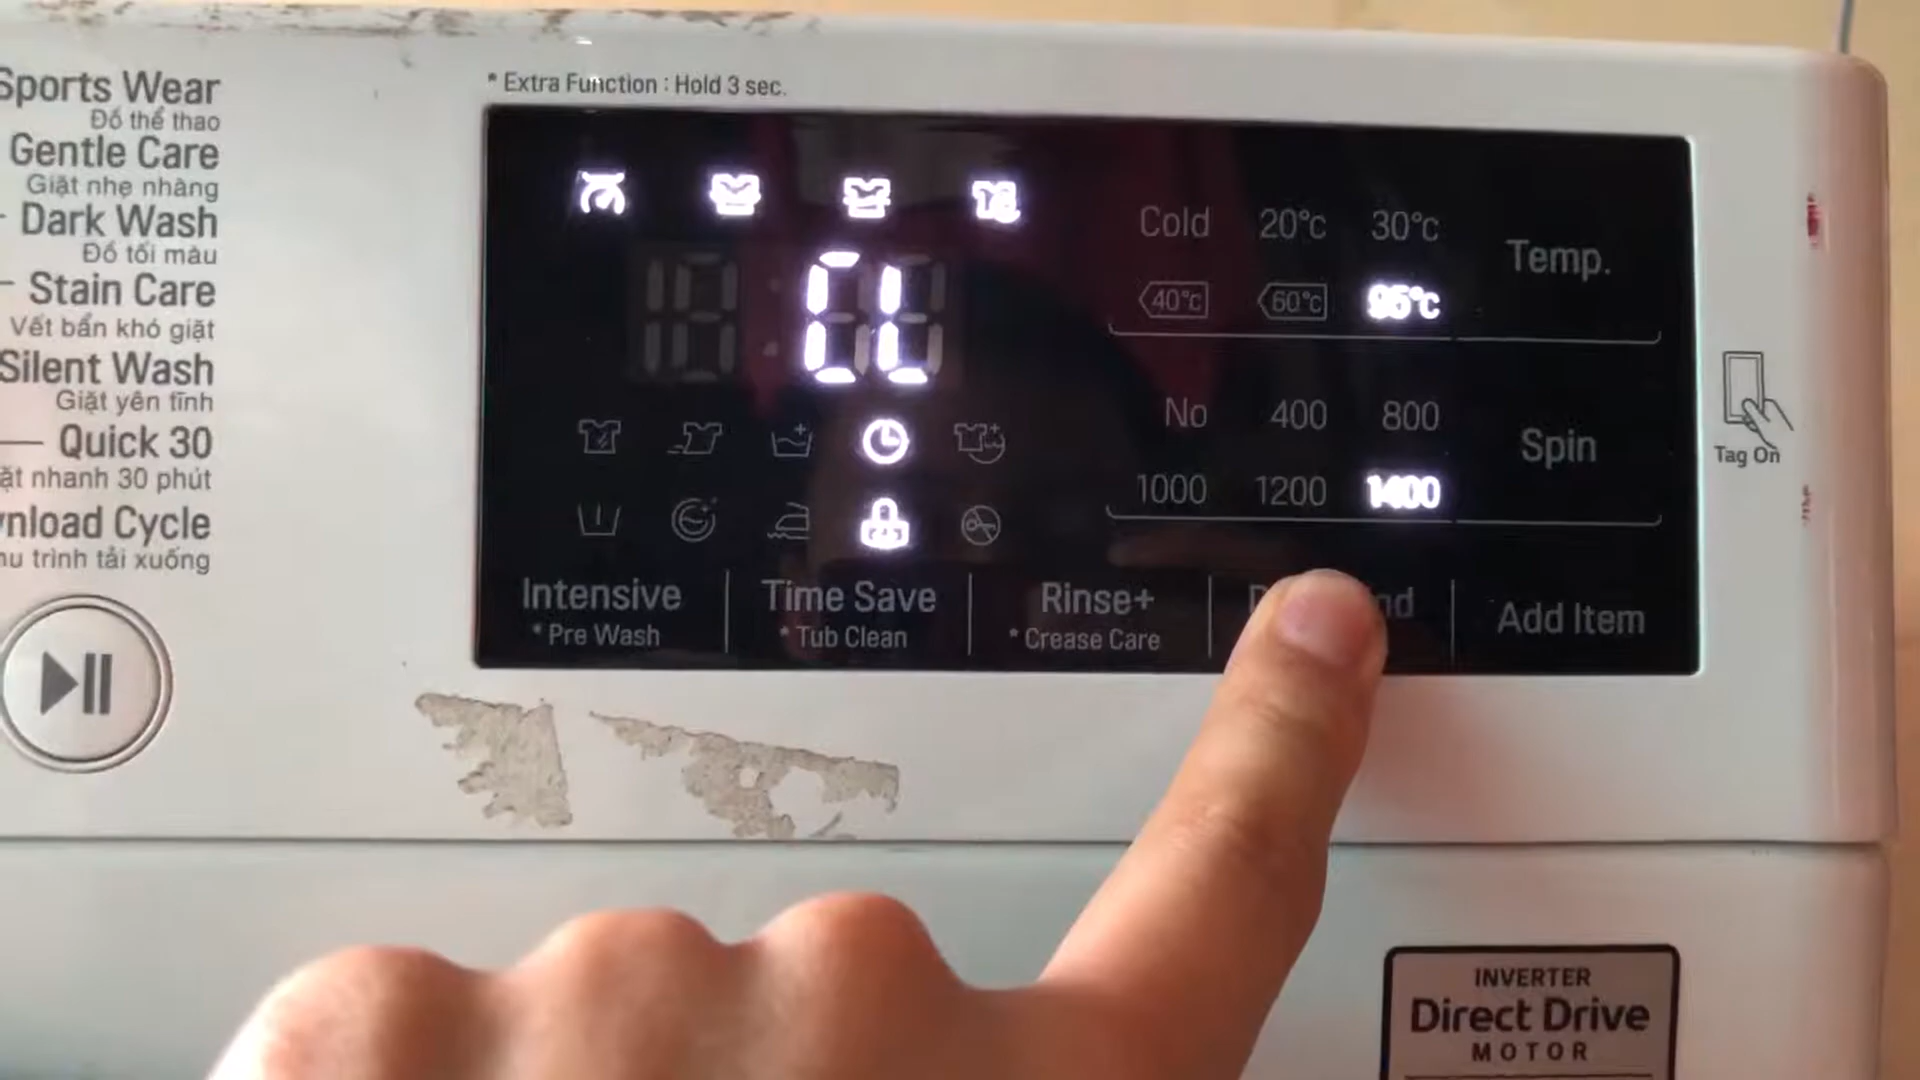 * Extra Function : Hold 3 sec.
Sports Wear
Đồ thể thao
Gentle Care
Giặt nhẹ nhàng
Dark Wash
Đồ tối màu
Stain Care
Vết bẩn khó giặt
Silent Wash
Giặt yên tĩnh
Quick 30
ặt nhanh 30 phút
nload Cycle
u trình tải xuống
CL
Cold 20°c 30°c
40°c 60°c 95°c
Temp.
No 400 800
1000 1200 1400
Spin
Intensive
* Pre Wash
Time Save
* Tub Clean
Rinse+
* Crease Care
Add Item
Tag On
INVERTER
Direct Drive
MOTOR